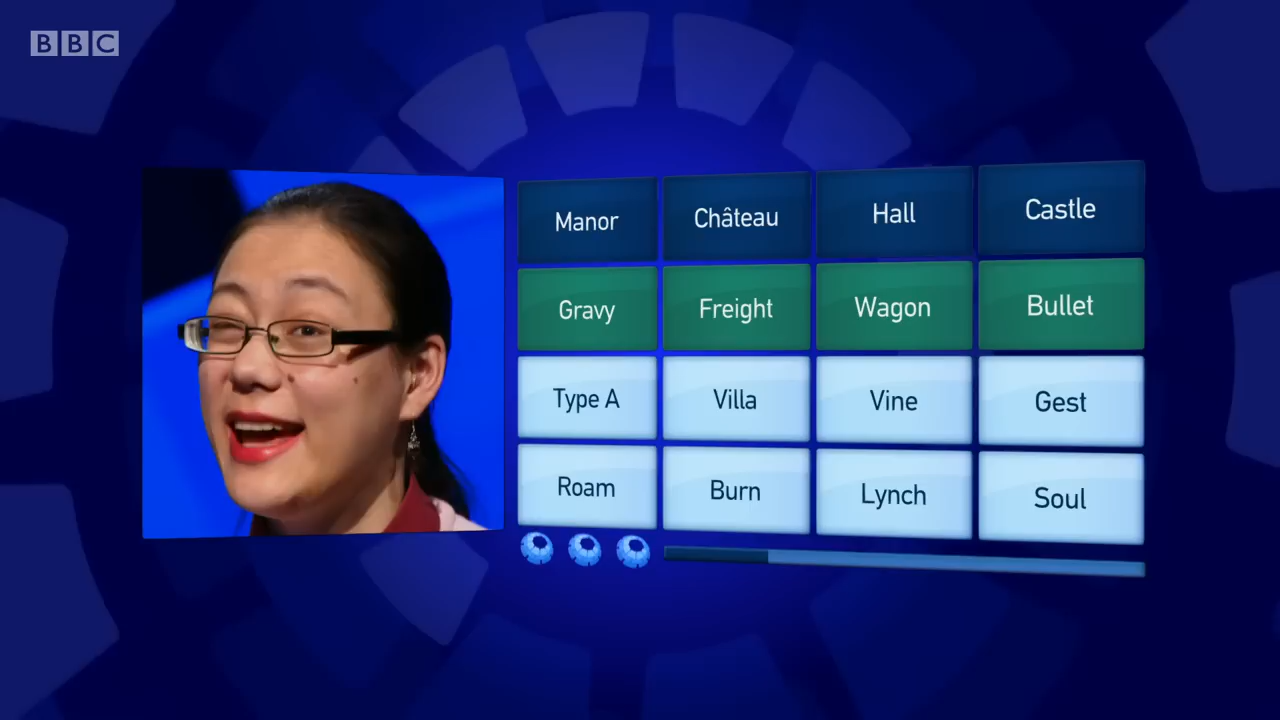 BBC
Manor Château Hall Castle
Gravy Freight Wagon Bullet
Type A Villa Vine Gest
Roam Burn Lynch Soul